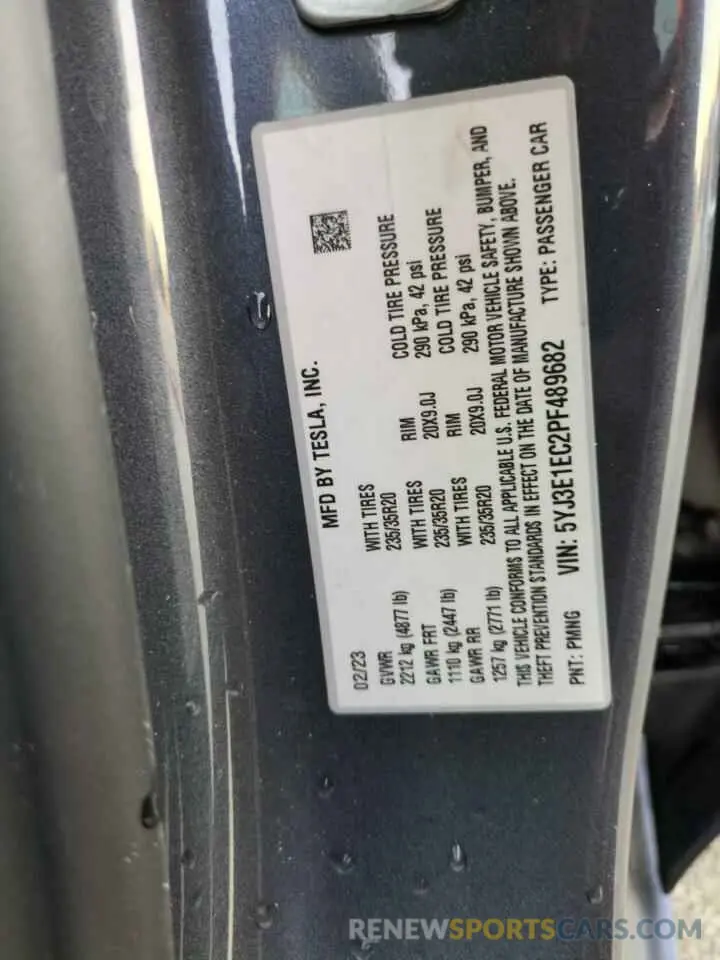 MFD BY TESLA, INC.
02/23
GVWR WITH TIRES RIM COLD TIRE PRESSURE
2212 kg (4877 lb) 235/35R20 20X9.0J 290 kPa, 42 psi
GAWR FRT WITH TIRES RIM COLD TIRE PRESSURE
1110 kg (2447 lb) 235/35R20 20X9.0J 290 kPa, 42 psi
GAWR RR WITH TIRES
1257 kg (2771 lb) 235/35R20
THIS VEHICLE CONFORMS TO ALL APPLICABLE U.S. FEDERAL MOTOR VEHICLE SAFETY, BUMPER, AND
THEFT PREVENTION STANDARDS IN EFFECT ON THE DATE OF MANUFACTURE SHOWN ABOVE.
PNT: PMNG VIN: 5YJ3E1EC2PF489682 TYPE: PASSENGER CAR
RENEWSPORTSCARS.COM